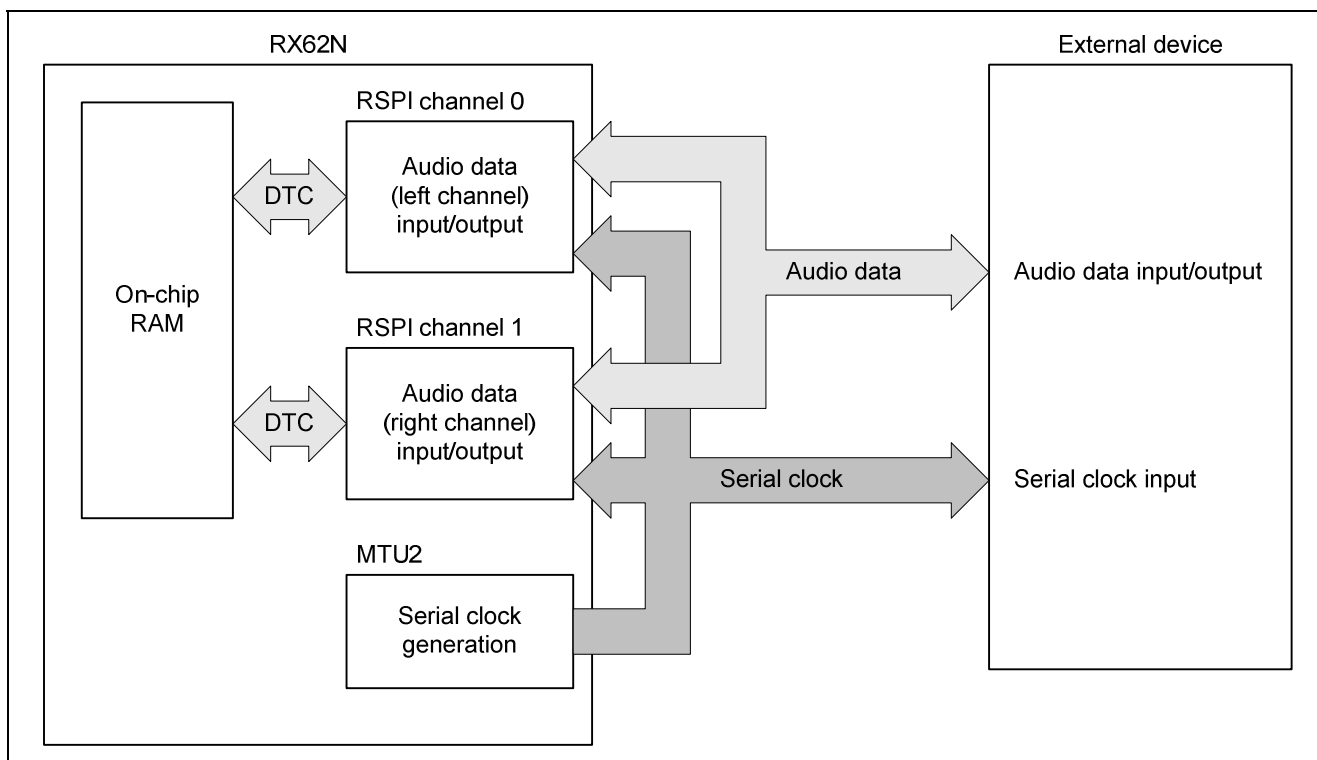 RX62N
External device
RSPI channel 0
Audio data
(left channel)
input/output
DTC
On-chip
RAM
RSPI channel 1
Audio data
(right channel)
input/output
DTC
MTU2
Serial clock
generation
Audio data
Serial clock
Audio data input/output
Serial clock input